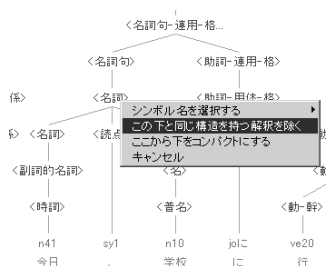 <名詞句-連用-格...
<名詞句> <助詞-連用-格>
係> <名詞> <助詞-用体-格>
シンボル名を選択する
この下と同じ構造を持つ解釈を除く
ここから下をコンパクトにする
キャンセル
<名詞> <読点
<副詞的名詞> <名>
<時詞> <普名> <動-幹>
n41 sy1 n10 jolに ve20
今日 、 学校 に 行